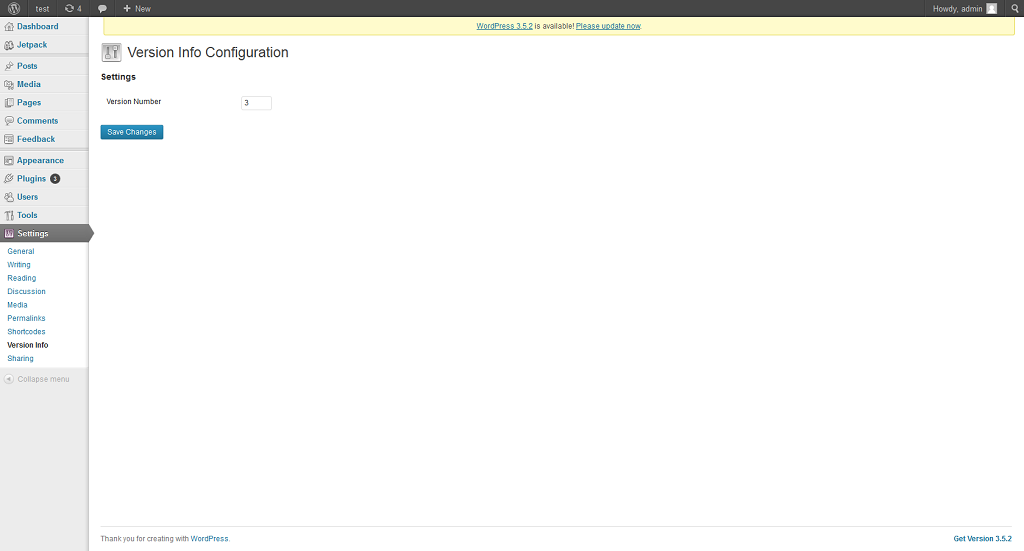 test 4 New Howdy, admin
WordPress 3.5.2 is available! Please update now.
Dashboard
Jetpack
Posts
Media
Pages
Comments
Feedback
Appearance
Plugins 3
Users
Tools
Settings
General
Writing
Reading
Discussion
Media
Permalinks
Shortcodes
Version Info
Sharing
Collapse menu
Version Info Configuration
Settings
Version Number 3
Save Changes
Thank you for creating with WordPress. Get Version 3.5.2